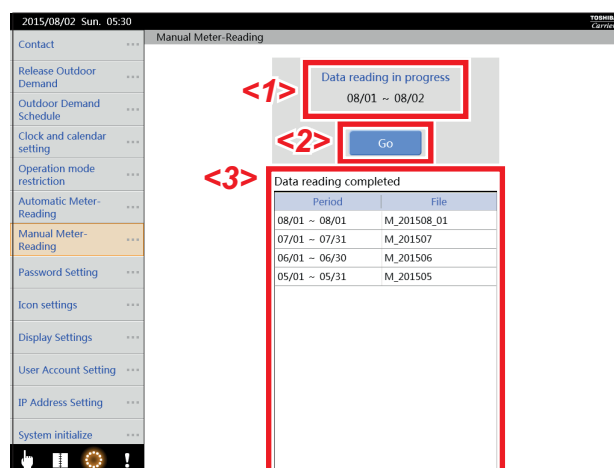 2015/08/02 Sun. 05:30
TOSHIBA
Carrier
Manual Meter-Reading
Contact
Release Outdoor
Demand
Outdoor Demand
Schedule
Clock and calendar
setting
Operation mode
restriction
Automatic Meter-
Reading
Manual Meter-
Reading
Password Setting
Icon settings
Display Settings
User Account Setting
IP Address Setting
System initialize
<1>
Data reading in progress
08/01 ~ 08/02
<2>
Go
<3>
Data reading completed
Period File
08/01 ~ 08/01 M_201508_01
07/01 ~ 07/31 M_201507
06/01 ~ 06/30 M_201506
05/01 ~ 05/31 M_201505